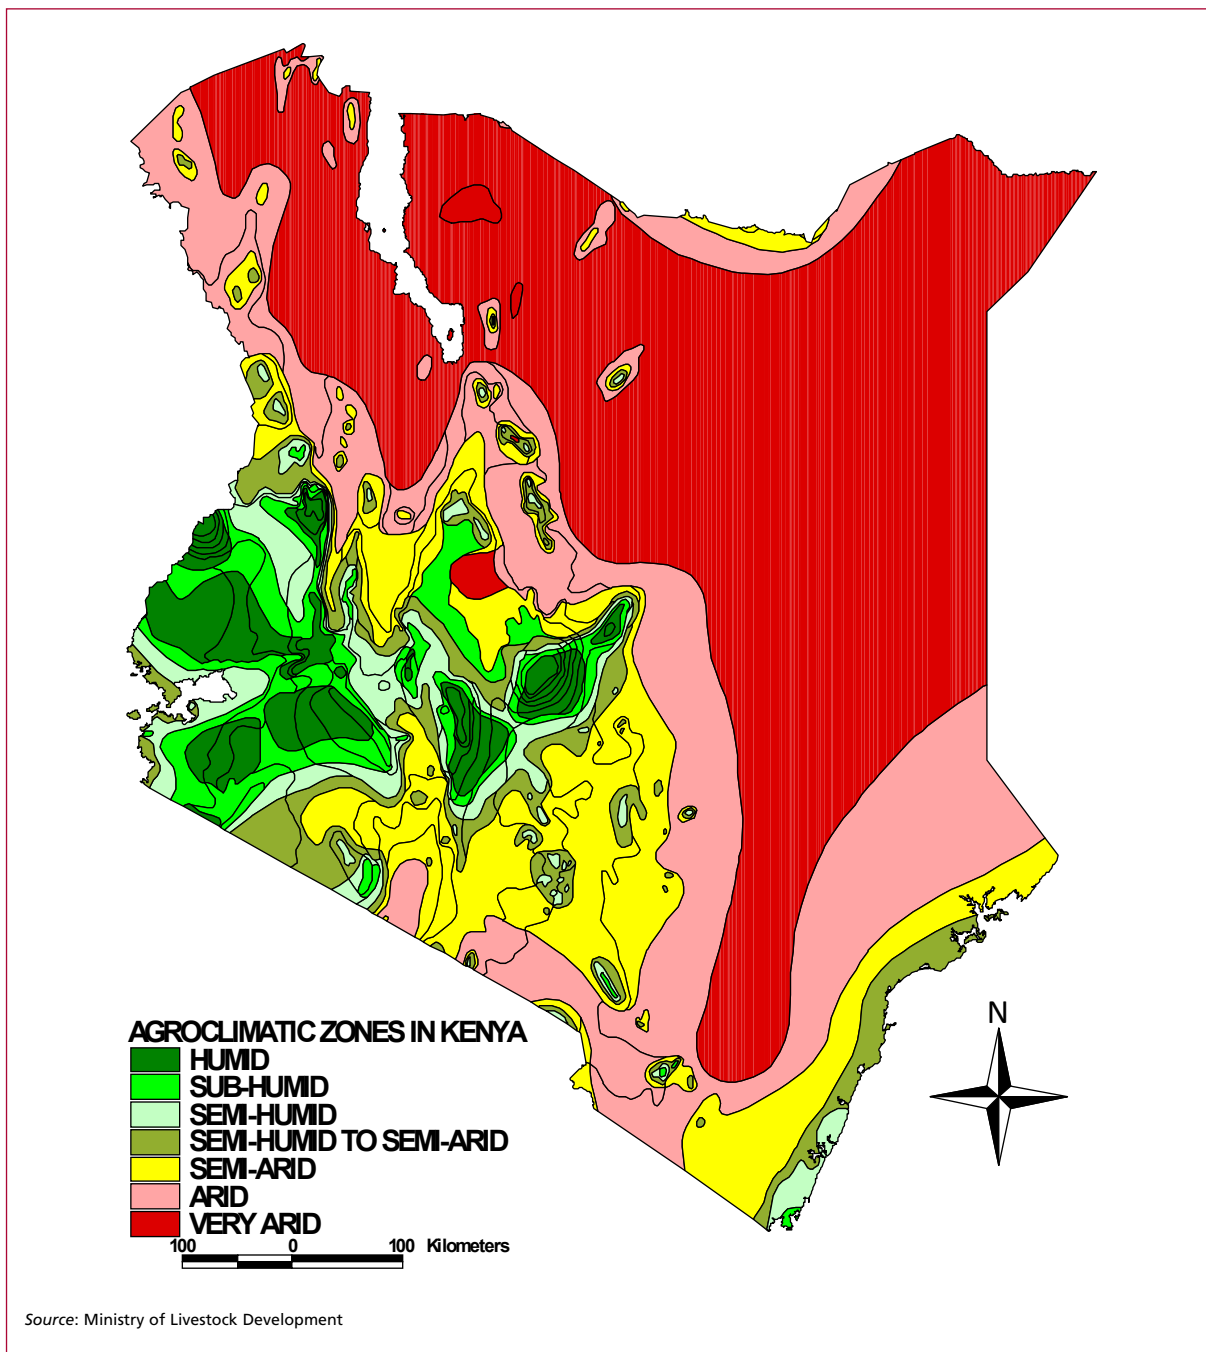 N
AGROCLIMATIC ZONES IN KENYA
HUMID
SUB-HUMID
SEMI-HUMID
SEMI-HUMID TO SEMI-ARID
SEMI-ARID
ARID
VERY ARID
100 0 100 Kilometers
Source: Ministry of Livestock Development